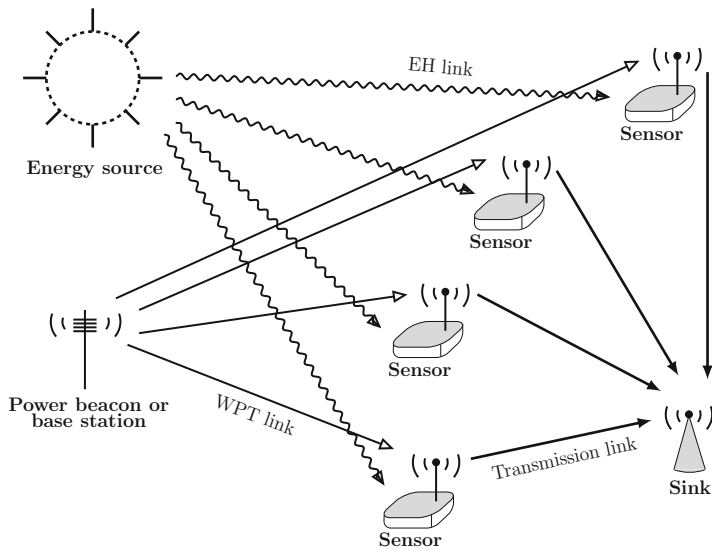 EH link
Sensor
Energy source
Sensor
Sensor
Power beacon or
base station
WPT link
Transmission link
Sink
Sensor